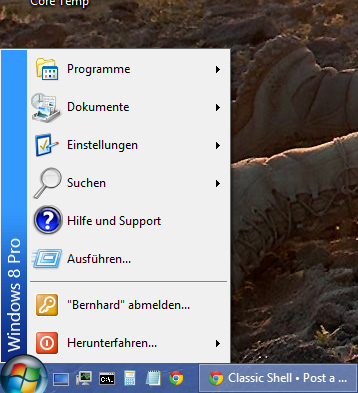 Core Temp
Programme
Dokumente
Einstellungen
Suchen
Hilfe und Support
Ausführen...
"Bernhard" abmelden...
Herunterfahren...
Windows 8 Pro
Classic Shell • Post a ...